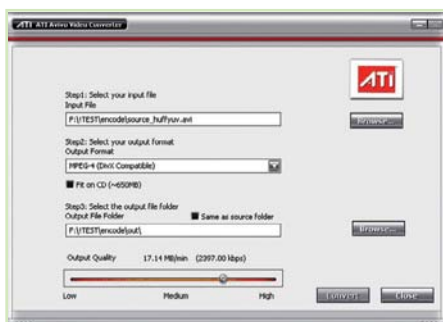 ATI ATI Avivo Video Converter
ATI
Step1: Select your input file
Input File
F:\!TEST\encode\source_huffyuv.avi
Browse...
Step2: Select your output format
Output Format
MPEG-4 (DivX Compatible)
Fit on CD (~650MB)
Step3: Select the output file folder
Output File Folder
Same as source folder
F:\!TEST\encode\out\
Browse...
Output Quality 17.14 MB/min (2397.00 kbps)
Low Medium High
Convert Close